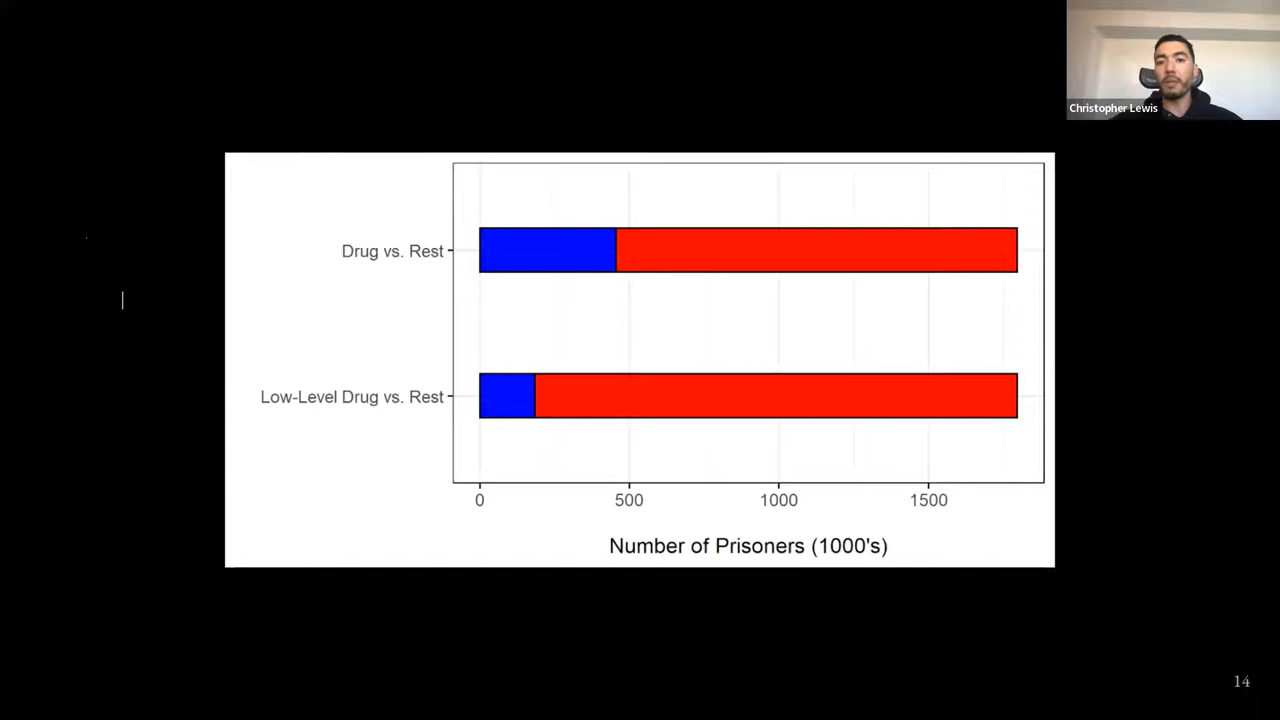 Christopher Lewis
Drug vs. Rest
Low-Level Drug vs. Rest
0 500 1000 1500
Number of Prisoners (1000's)
14